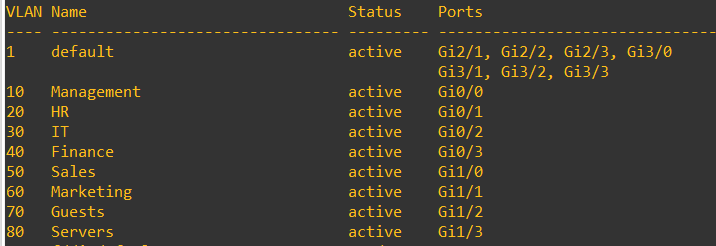 VLAN Name                             Status    Ports
---- -------------------------------- --------- -------------------------------
1    default                          active    Gi2/1, Gi2/2, Gi2/3, Gi3/0
                                                Gi3/1, Gi3/2, Gi3/3
10   Management                       active    Gi0/0
20   HR                               active    Gi0/1
30   IT                               active    Gi0/2
40   Finance                          active    Gi0/3
50   Sales                            active    Gi1/0
60   Marketing                        active    Gi1/1
70   Guests                           active    Gi1/2
80   Servers                          active    Gi1/3